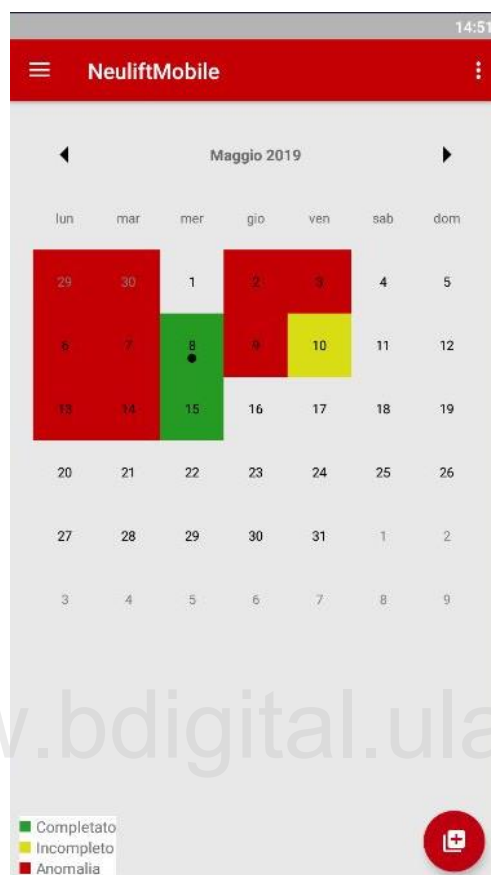 14:51
NeuliftMobile
Maggio 2019
lun mar mer gio ven sab dom
29 30 1 2 3 4 5
6 7 8 9 10 11 12
13 14 15 16 17 18 19
20 21 22 23 24 25 26
27 28 29 30 31 1 2
3 4 5 6 7 8 9
.bdigital.ula
Completato
Incompleto
Anomalia